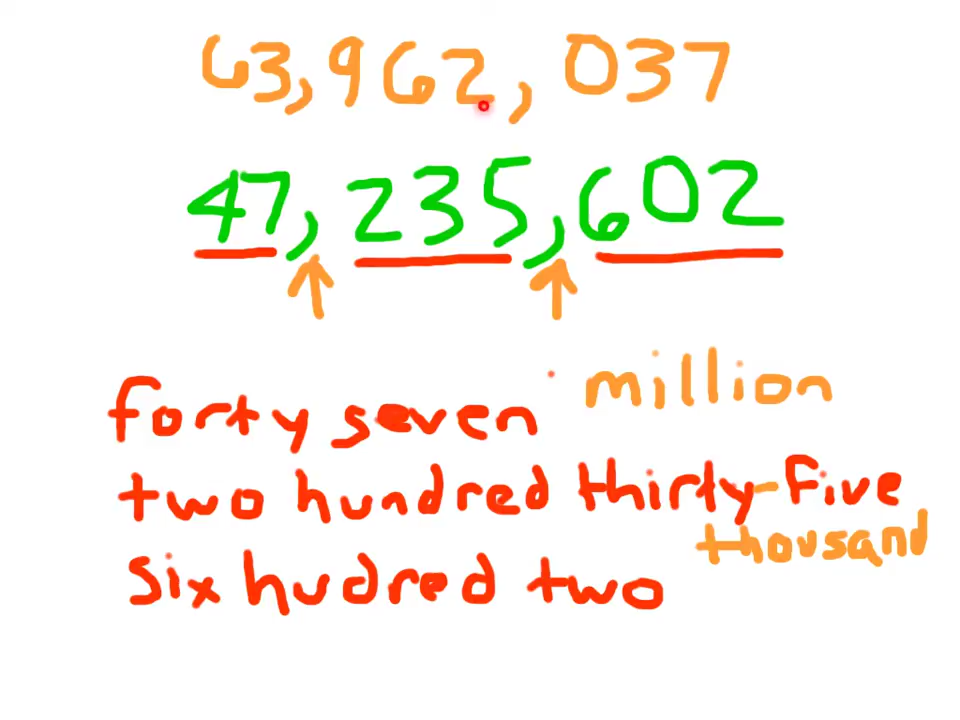 63,962,037
47,235,602
forty seven million
two hundred thirty-five
thousand
six hudred two